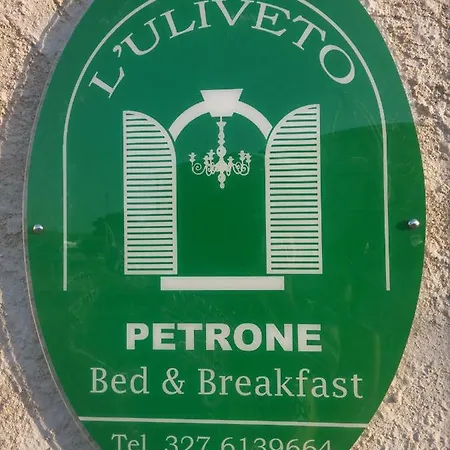 L'ULIVETO
PETRONE
Bed & Breakfast
Tel. 327 6139664